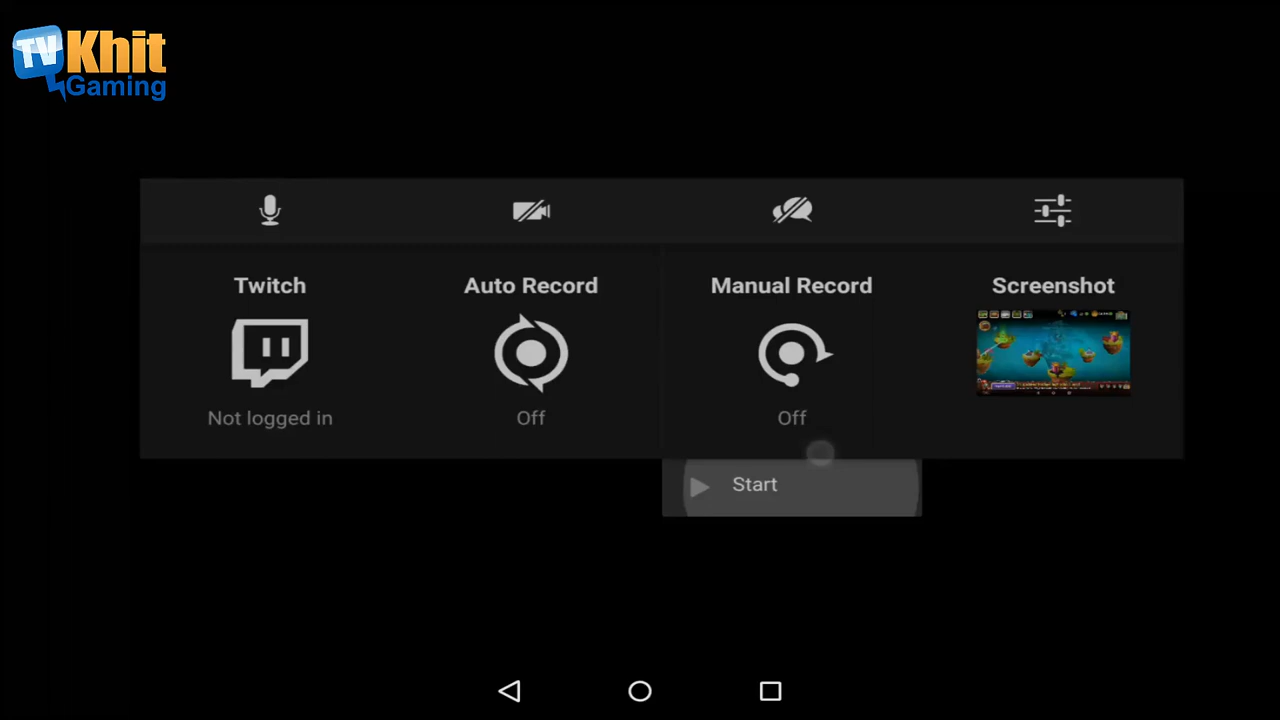 TV Khit
Gaming
Twitch
Auto Record
Manual Record
Screenshot
Not logged in
Off
Off
Start